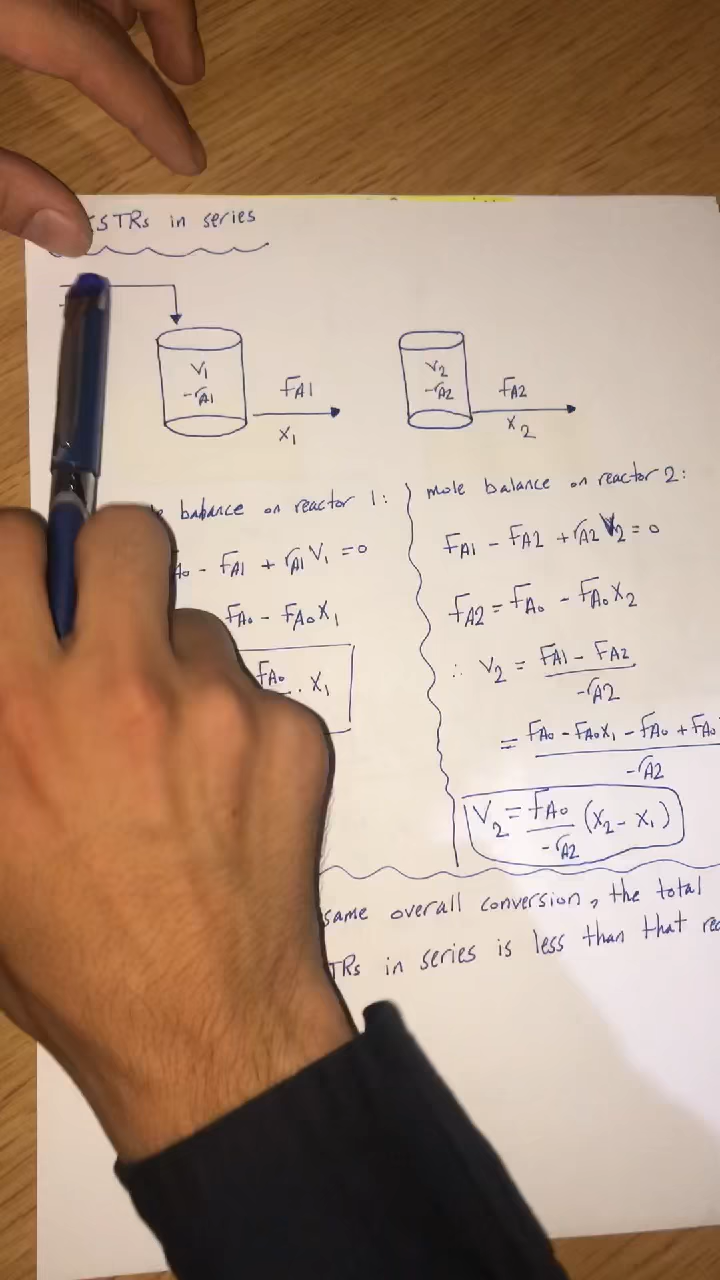 STRs in series
V1
-rA1
FA1
X1
V2
-rA2
FA2
X2
balance on reactor 1:
- FA1 + rA1 V1 = 0
FA0 - FA0 X1
FA0
. X1
mole balance on reactor 2:
FA1 - FA2 + rA2 V2 = 0
FA2 = FA0 - FA0 X2
∴ V2 = FA1 - FA2 / -rA2
= FA0 - FA0 X1 - FA0 + FA0 / -rA2
V2 = FA0 / -rA2 (X2 - X1)
same overall conversion, the total
TRs in series is less than that